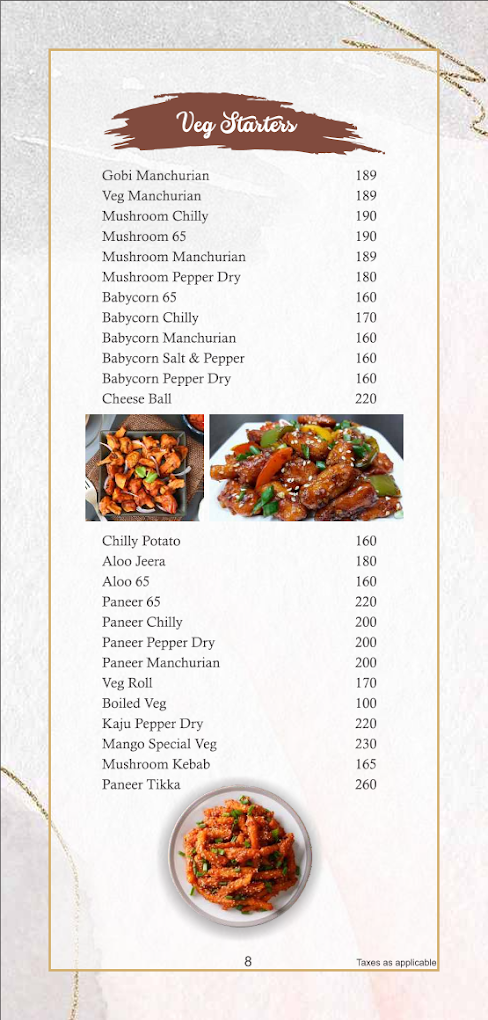 Veg Starters
Gobi Manchurian 189
Veg Manchurian 189
Mushroom Chilly 190
Mushroom 65 190
Mushroom Manchurian 189
Mushroom Pepper Dry 180
Babycorn 65 160
Babycorn Chilly 170
Babycorn Manchurian 160
Babycorn Salt & Pepper 160
Babycorn Pepper Dry 160
Cheese Ball 220
Chilly Potato 160
Aloo Jeera 180
Aloo 65 160
Paneer 65 220
Paneer Chilly 200
Paneer Pepper Dry 200
Paneer Manchurian 200
Veg Roll 170
Boiled Veg 100
Kaju Pepper Dry 220
Mango Special Veg 230
Mushroom Kebab 165
Paneer Tikka 260
8 Taxes as applicable